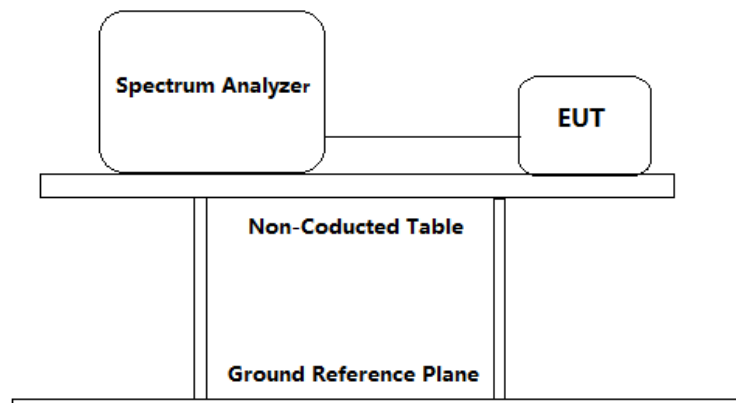 Spectrum Analyzer
EUT
Non-Coducted Table
Ground Reference Plane